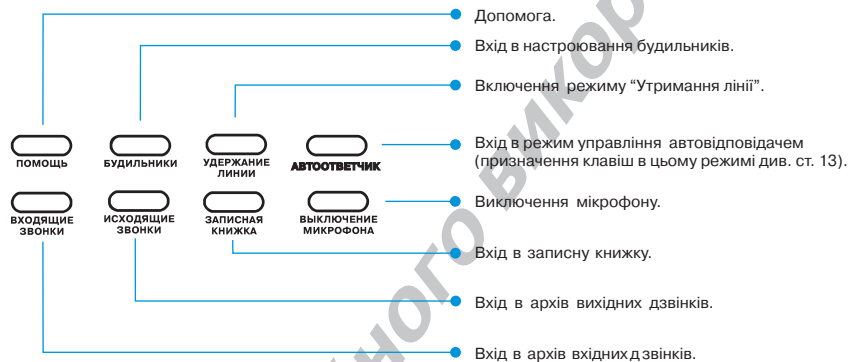 Допомога.
Вхід в настроювання будильників.
Включення режиму “Утримання лінії”.
ПОМОЩЬ
БУДИЛЬНИКИ
УДЕРЖАНИЕ
ЛИНИИ
АВТООТВЕТЧИК
Вхід в режим управління автовідповідачем
(призначення клавіш в цьому режимі див. ст. 13).
ВХОДЯЩИЕ
ЗВОНКИ
ИСХОДЯЩИЕ
ЗВОНКИ
ЗАПИСНАЯ
КНИЖКА
ВЫКЛЮЧЕНИЕ
МИКРОФОНА
Виключення мікрофону.
Вхід в записну книжку.
Вхід в архів вихідних дзвінків.
Вхід в архів вхідних дзвінків.